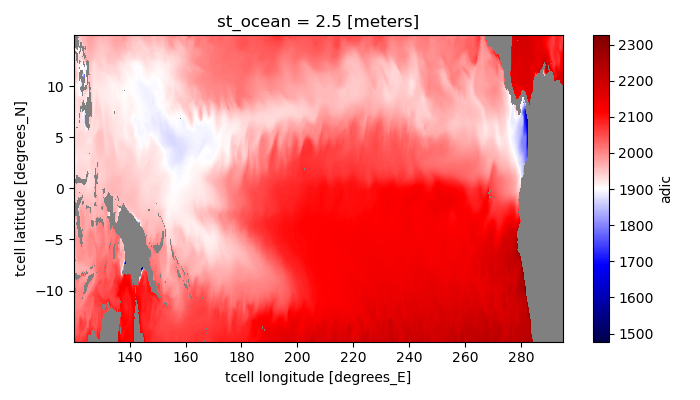 st_ocean = 2.5 [meters]
10
5
0
−5
−10
tcell latitude [degrees_N]
140 160 180 200 220 240 260 280
tcell longitude [degrees_E]
2300
2200
2100
2000
1900
1800
1700
1600
1500
adic